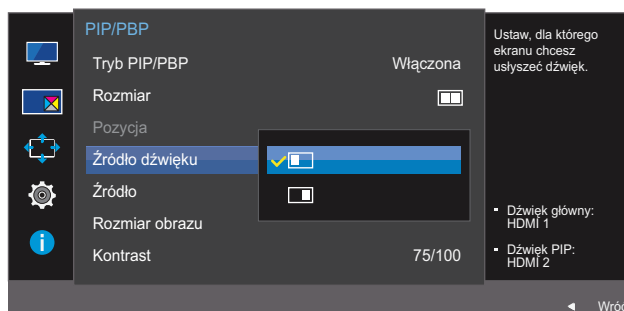 PIP/PBP
Tryb PIP/PBP Włączona
Rozmiar
Pozycja
Źródło dźwięku
Źródło
Rozmiar obrazu
Kontrast 75/100
Ustaw, dla którego
ekranu chcesz
usłyszeć dźwięk.
Dźwięk główny:
HDMI 1
Dźwięk PIP:
HDMI 2
Wróć